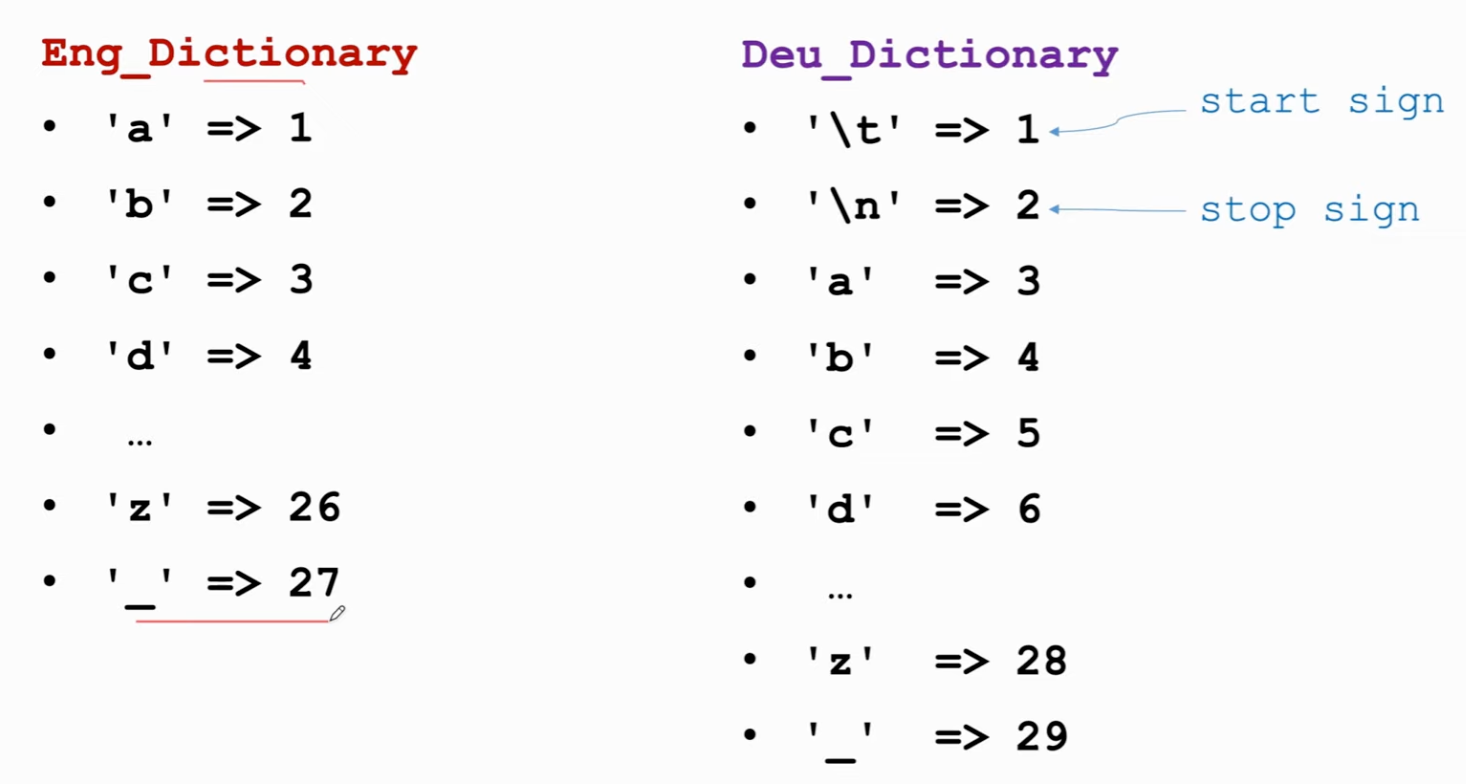 Eng_Dictionary
• 'a' => 1
• 'b' => 2
• 'c' => 3
• 'd' => 4
• …
• 'z' => 26
• '_' => 27
Deu_Dictionary
• '\t' => 1 start sign
• '\n' => 2 stop sign
• 'a' => 3
• 'b' => 4
• 'c' => 5
• 'd' => 6
• …
• 'z' => 28
• '_' => 29